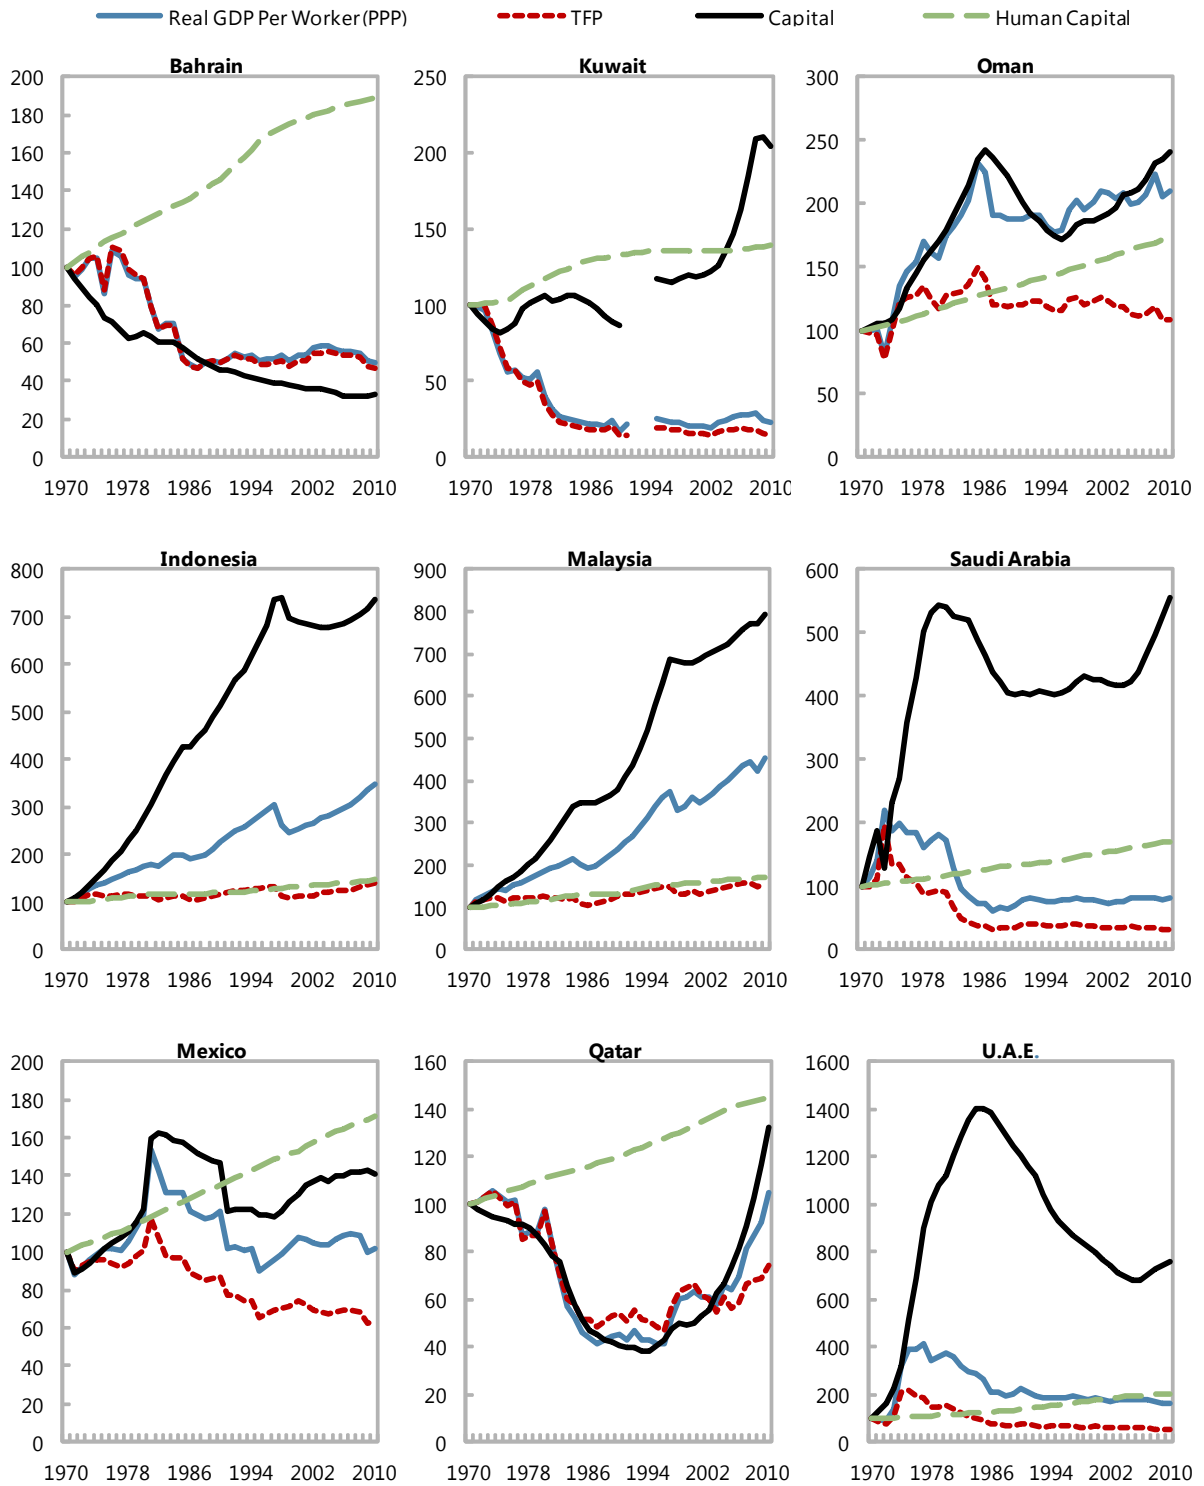 Real GDP Per Worker (PPP) TFP Capital Human Capital
Bahrain Kuwait Oman
200 250 300
180
160 200 250
140
120 150 200
100 150
80 100
60 100
40 50 50
20
0 0 0
1970 1978 1986 1994 2002 2010 1970 1978 1986 1994 2002 2010 1970 1978 1986 1994 2002 2010
Indonesia Malaysia Saudi Arabia
800 900 600
700 800 500
600 700
500 600 400
400 500 300
300 400
200 300 200
100 200 100
100
0 0 0
1970 1978 1986 1994 2002 2010 1970 1978 1986 1994 2002 2010 1970 1978 1986 1994 2002 2010
Mexico Qatar U.A.E.
200 160 1600
180 140 1400
160 120 1200
140 100 1000
120
100 80 800
80 60 600
60 40 400
40 20 200
20
0 0 0
1970 1978 1986 1994 2002 2010 1970 1978 1986 1994 2002 2010 1970 1978 1986 1994 2002 2010